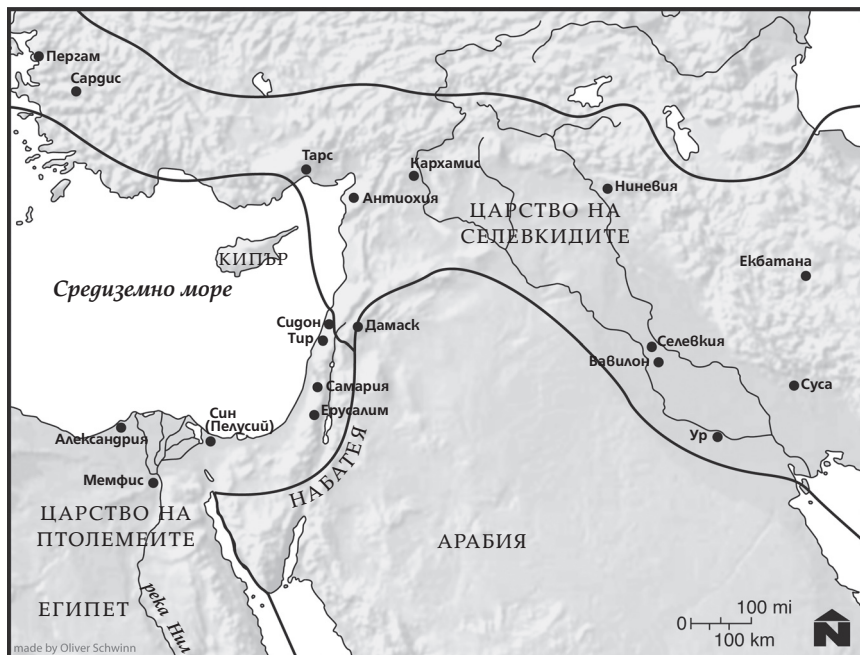 Пергам
Сардис
Тарс
Кархамис
Антиохия
Ниневия
ЦАРСТВО НА
СЕЛЕВКИДИТЕ
КИПЪР
Екбатана
Средиземно море
Сидон
Тир
Дамаск
Селевкия
Вавилон
Суса
Самария
Син
(Пелусий)
Ерусалим
Александрия
Ур
Мемфис
НАБАТЕЯ
ЦАРСТВО НА
ПТОЛЕМЕИТЕ
АРАБИЯ
ЕГИПЕТ
река Нил
100 mi
0
100 km
N
made by Oliver Schwinn